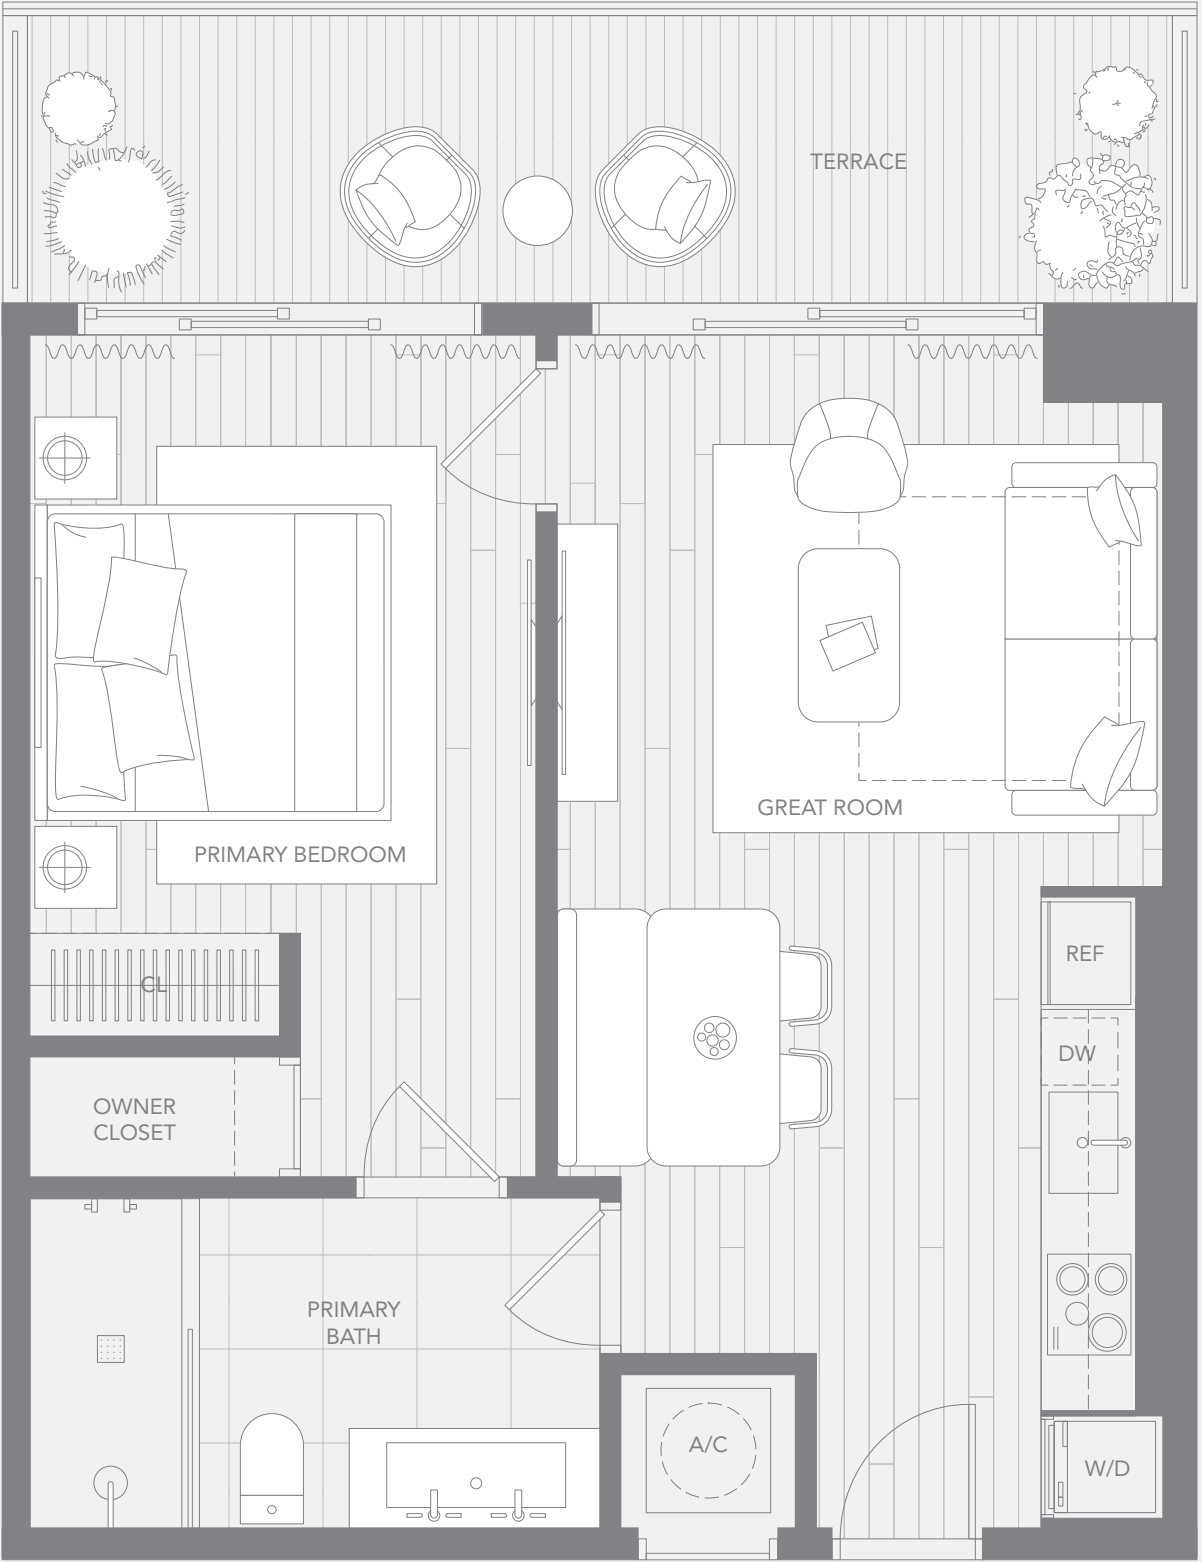 TERRACE
GREAT ROOM
PRIMARY BEDROOM
REF
CL
DW
OWNER
CLOSET
PRIMARY
BATH
A/C
W/D